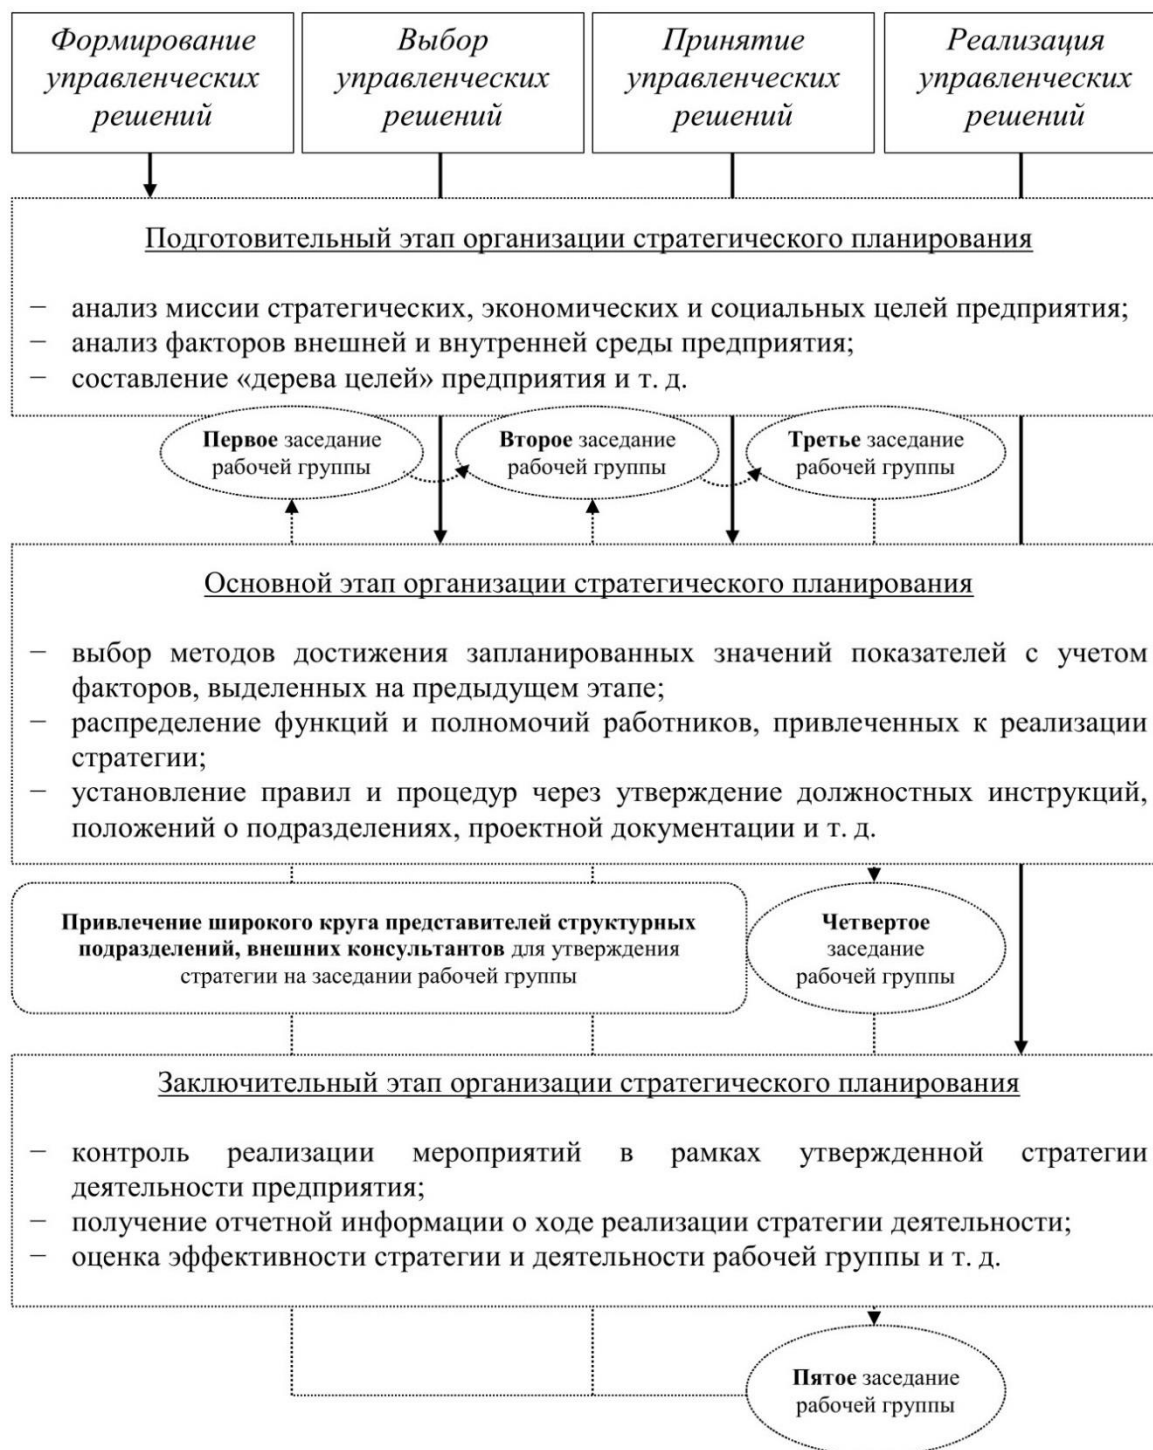 Формирование
управленческих
решений
Выбор
управленческих
решений
Принятие
управленческих
решений
Реализация
управленческих
решений
Подготовительный этап организации стратегического планирования
– анализ миссии стратегических, экономических и социальных целей предприятия;
– анализ факторов внешней и внутренней среды предприятия;
– составление «дерева целей» предприятия и т. д.
Первое заседание
рабочей группы
Второе заседание
рабочей группы
Третье заседание
рабочей группы
Основной этап организации стратегического планирования
– выбор методов достижения запланированных значений показателей с учетом
факторов, выделенных на предыдущем этапе;
– распределение функций и полномочий работников, привлеченных к реализации
стратегии;
– установление правил и процедур через утверждение должностных инструкций,
положений о подразделениях, проектной документации и т. д.
Привлечение широкого круга представителей структурных
подразделений, внешних консультантов для утверждения
стратегии на заседании рабочей группы
Четвертое
заседание
рабочей группы
Заключительный этап организации стратегического планирования
– контроль реализации мероприятий в рамках утвержденной стратегии
деятельности предприятия;
– получение отчетной информации о ходе реализации стратегии деятельности;
– оценка эффективности стратегии и деятельности рабочей группы и т. д.
Пятое заседание
рабочей группы